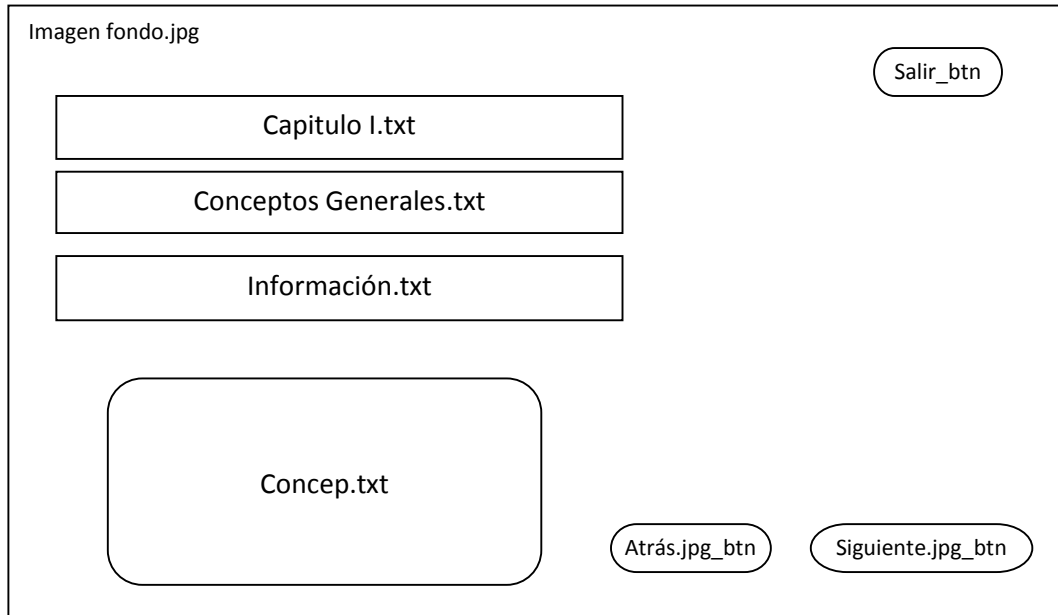 Imagen fondo.jpg
Salir_btn
Capitulo I.txt
Conceptos Generales.txt
Información.txt
Concep.txt
Atrás.jpg_btn
Siguiente.jpg_btn